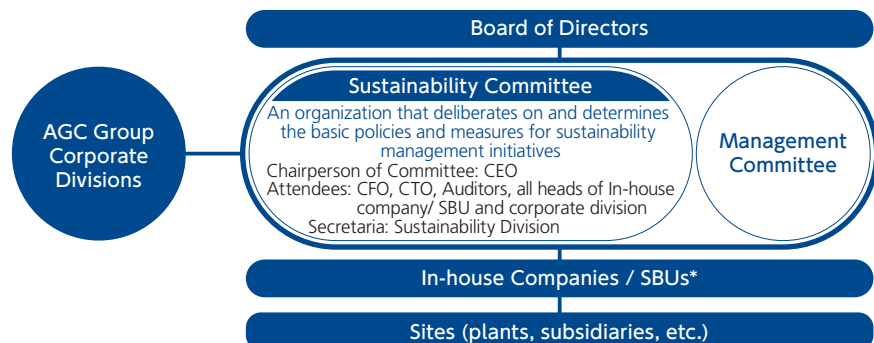 Board of Directors
Sustainability Committee
An organization that deliberates on and determines
the basic policies and measures for sustainability
management initiatives
Chairperson of Committee: CEO
Attendees: CFO, CTO, Auditors, all heads of In-house
company/ SBU and corporate division
Secretaria: Sustainability Division
AGC Group
Corporate
Divisions
Management
Committee
In-house Companies / SBUs*
Sites (plants, subsidiaries, etc.)